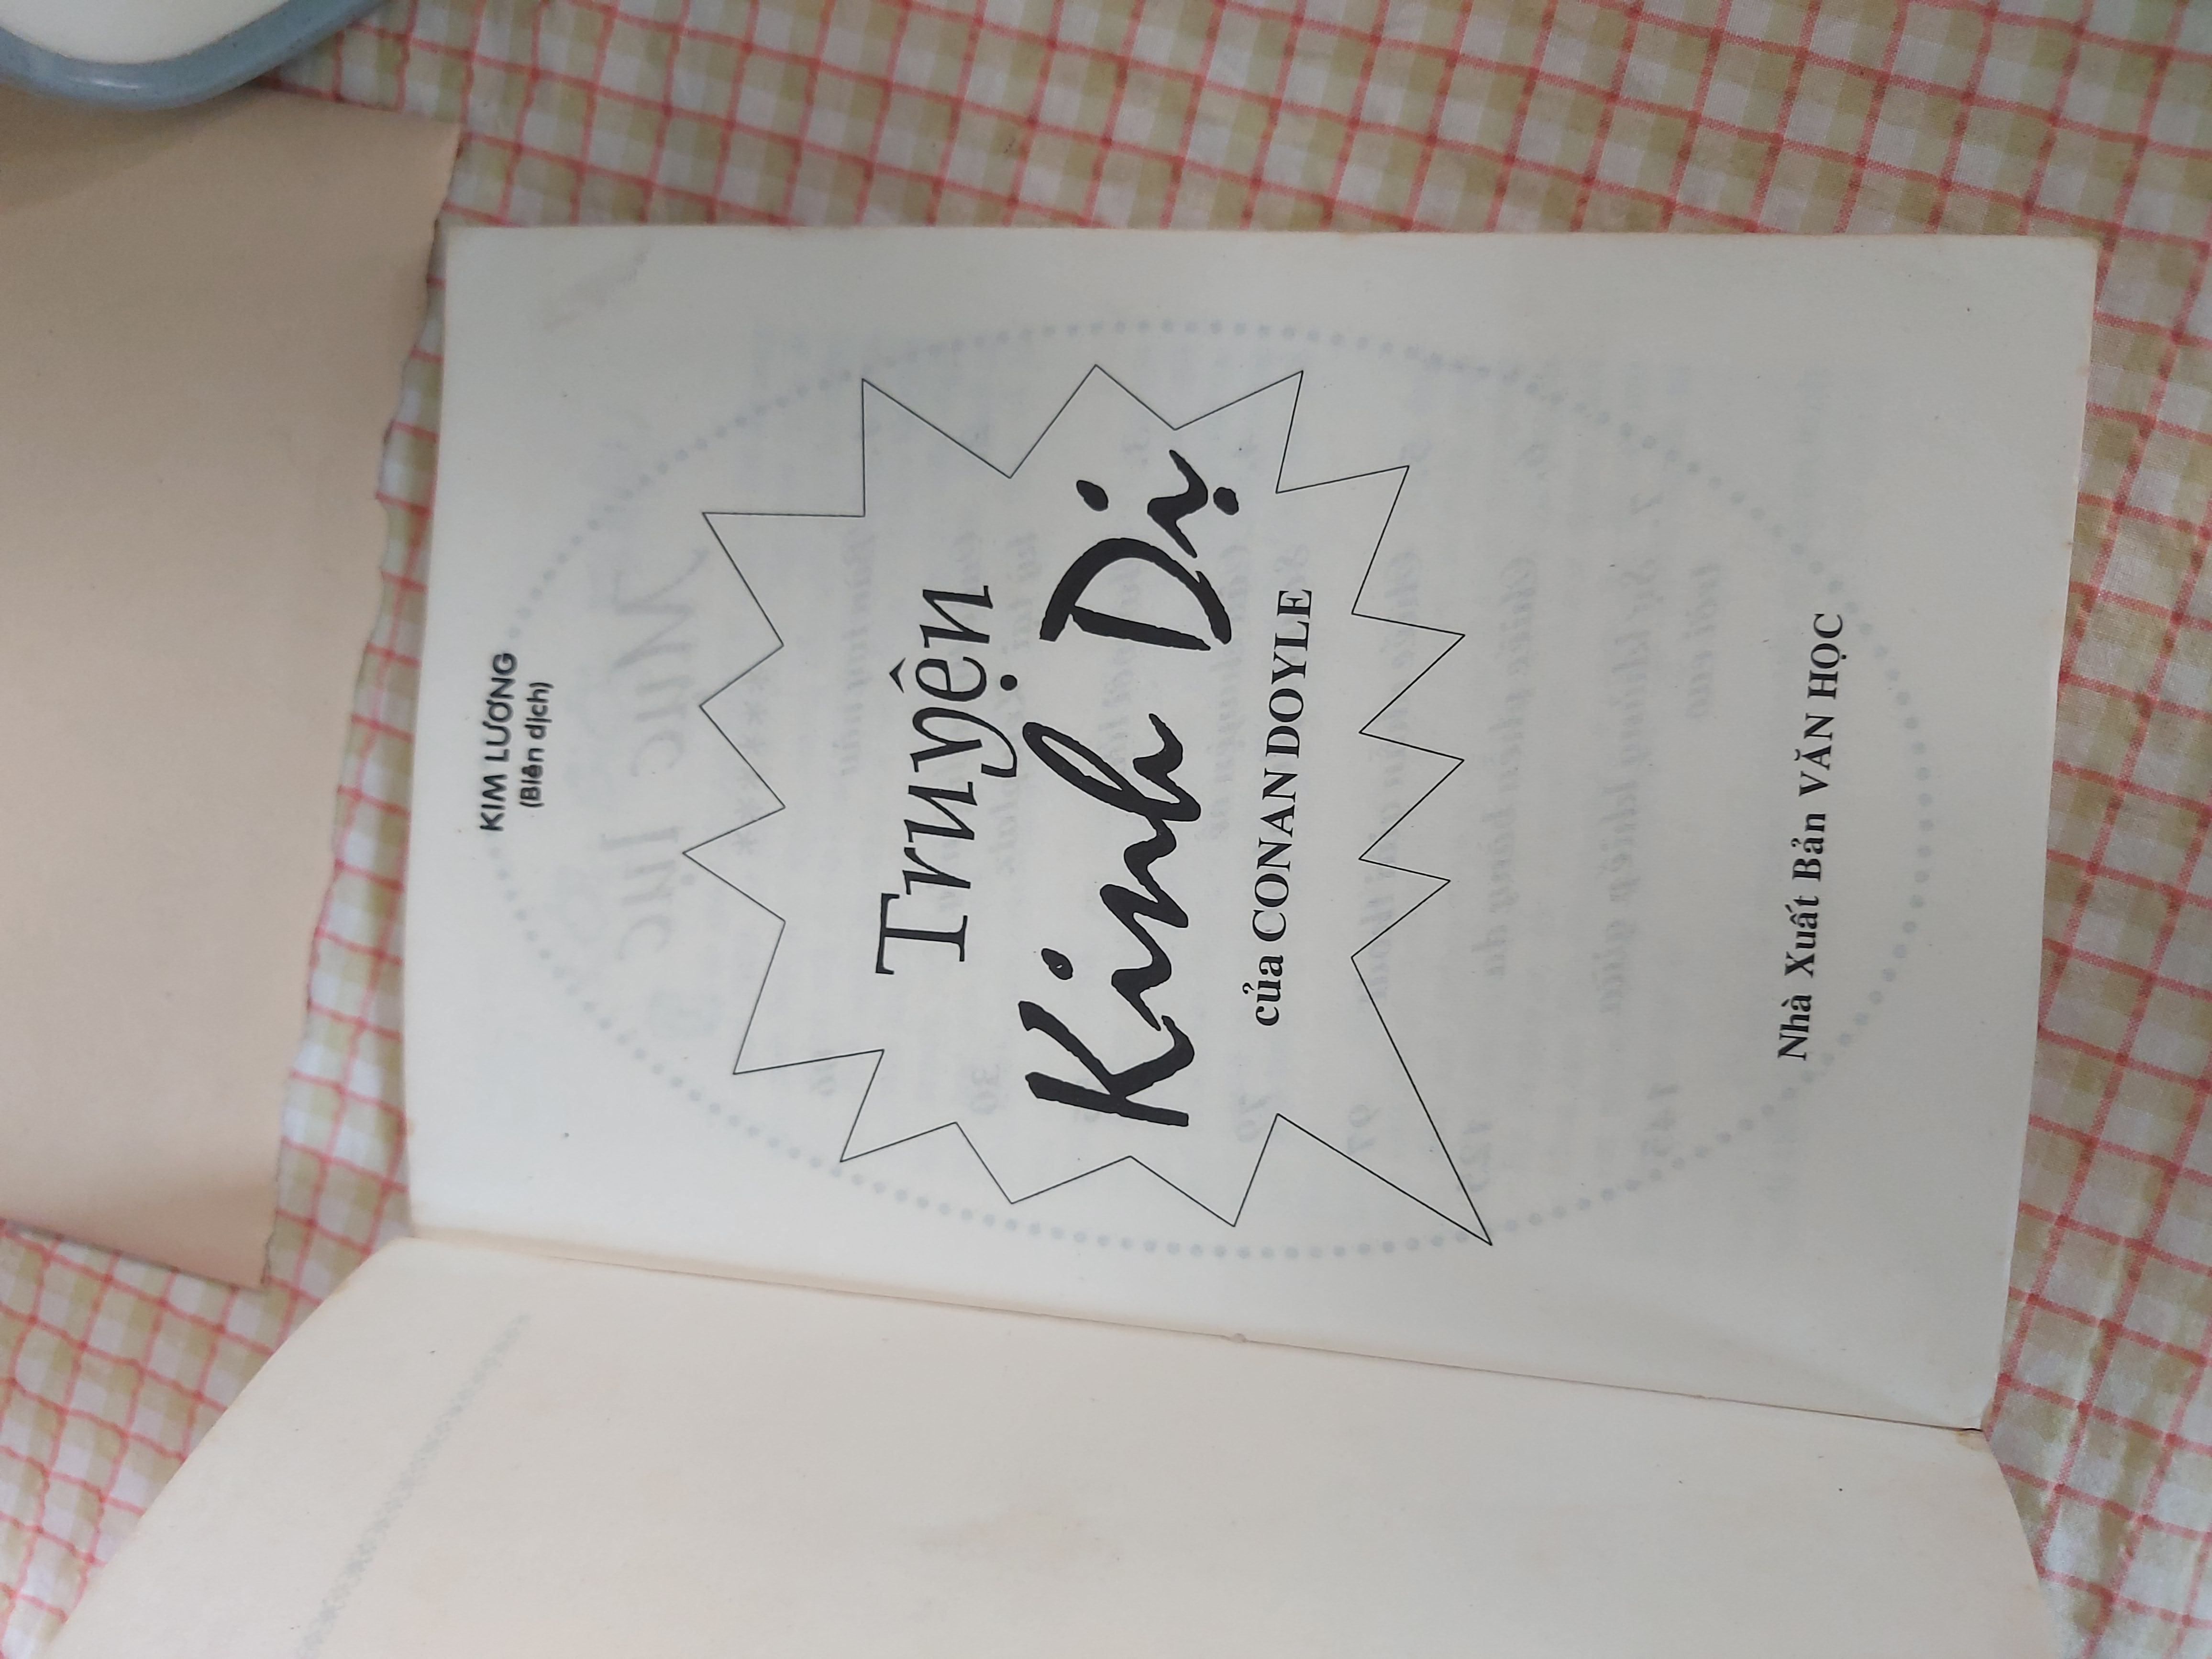 KIM LƯƠNG
(Biên dịch)
Truyện
Kinh Dị
của CONAN DOYLE
Nhà Xuất Bản VĂN HỌC